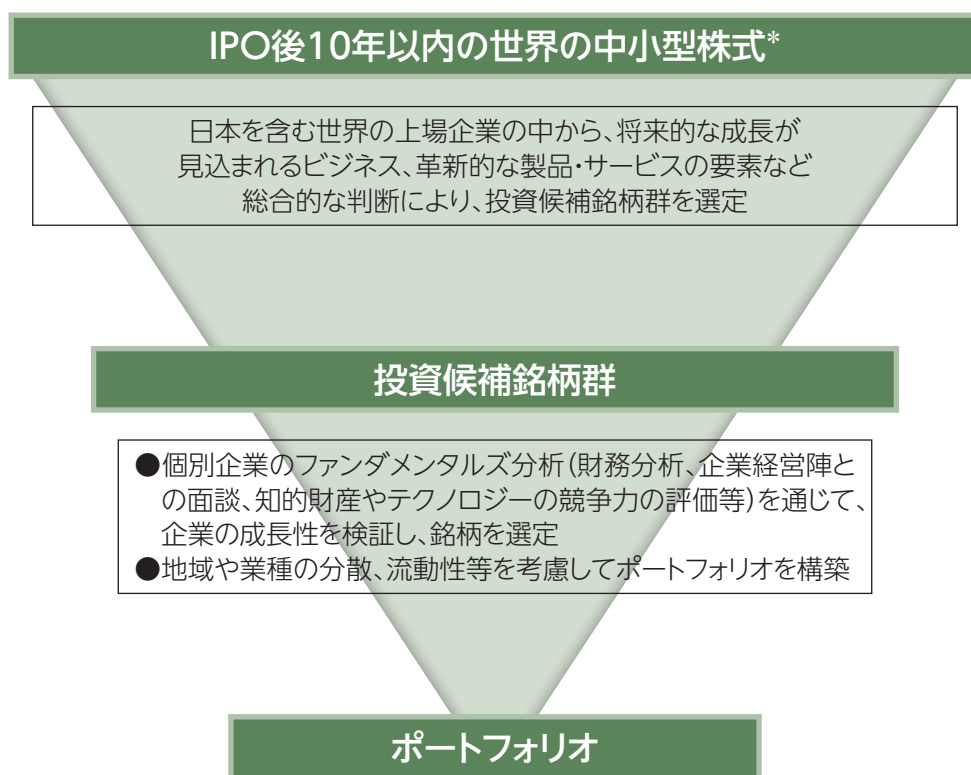 IPO後10年以内の世界の中小型株式*
日本を含む世界の上場企業の中から、将来的な成長が
見込まれるビジネス、革新的な製品・サービスの要素など
総合的な判断により、投資候補銘柄群を選定
投資候補銘柄群
●個別企業のファンダメンタルズ分析(財務分析、企業経営陣と
の面談、知的財産やテクノロジーの競争力の評価等)を通じて、
企業の成長性を検証し、銘柄を選定
●地域や業種の分散、流動性等を考慮してポートフォリオを構築
ポートフォリオ